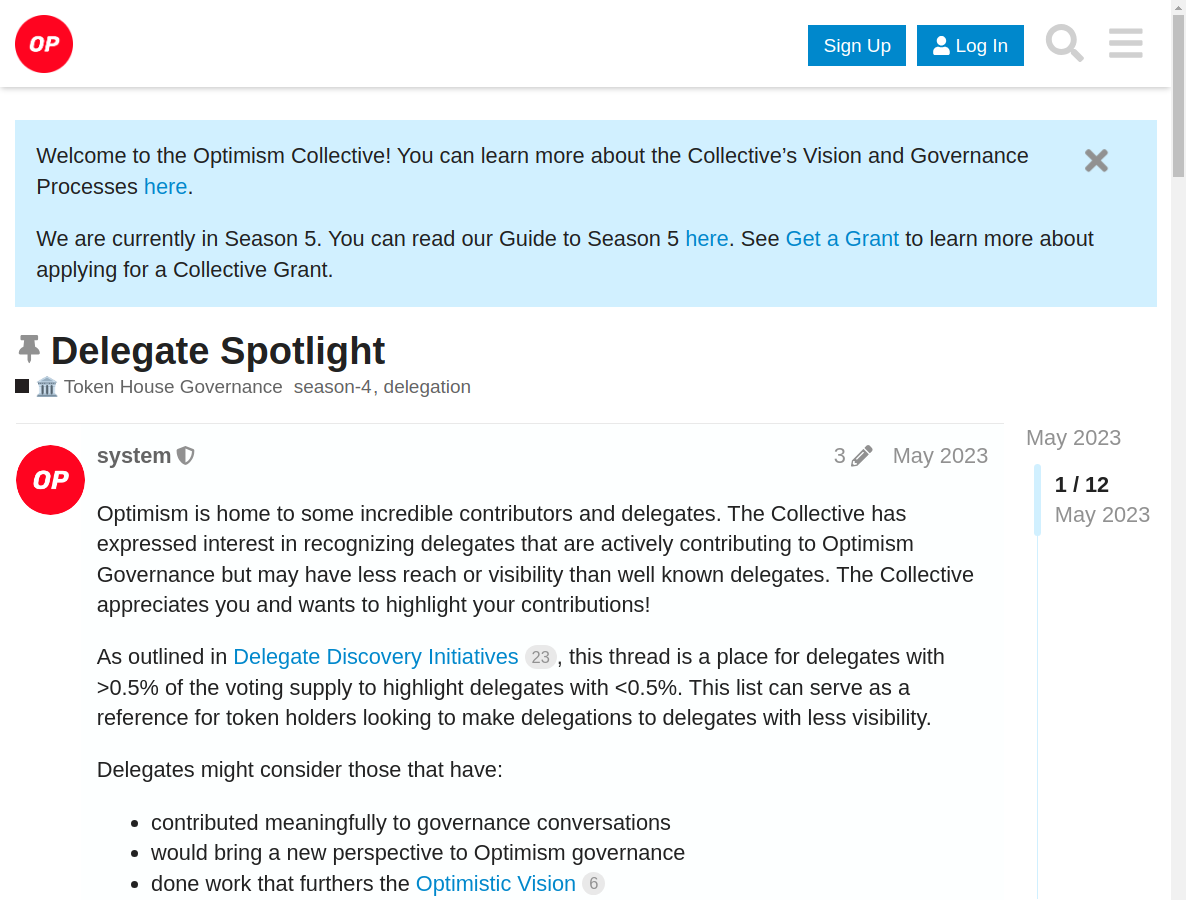 OP
Sign Up
Log In
Welcome to the Optimism Collective! You can learn more about the Collective’s Vision and Governance
Processes here.
We are currently in Season 5. You can read our Guide to Season 5 here. See Get a Grant to learn more about
applying for a Collective Grant.
Delegate Spotlight
Token House Governance season-4, delegation
OP
system
3
May 2023
May 2023
1 / 12
May 2023
Optimism is home to some incredible contributors and delegates. The Collective has
expressed interest in recognizing delegates that are actively contributing to Optimism
Governance but may have less reach or visibility than well known delegates. The Collective
appreciates you and wants to highlight your contributions!
As outlined in Delegate Discovery Initiatives 23, this thread is a place for delegates with
>0.5% of the voting supply to highlight delegates with <0.5%. This list can serve as a
reference for token holders looking to make delegations to delegates with less visibility.
Delegates might consider those that have:
• contributed meaningfully to governance conversations
• would bring a new perspective to Optimism governance
• done work that furthers the Optimistic Vision 6